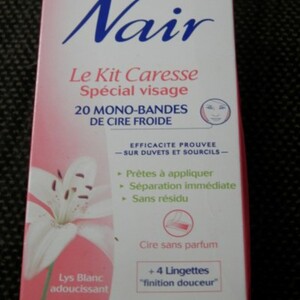 Nair
Le Kit Caresse
Spécial visage
20 MONO-BANDES
DE CIRE FROIDE
EFFICACITE PROUVEE
SUR DUVETS ET SOURCILS
Prêtes à appliquer
Séparation immédiate
Sans résidu
Cire sans parfum
Lys Blanc
adoucissant
+ 4 Lingettes
"finition douceur"